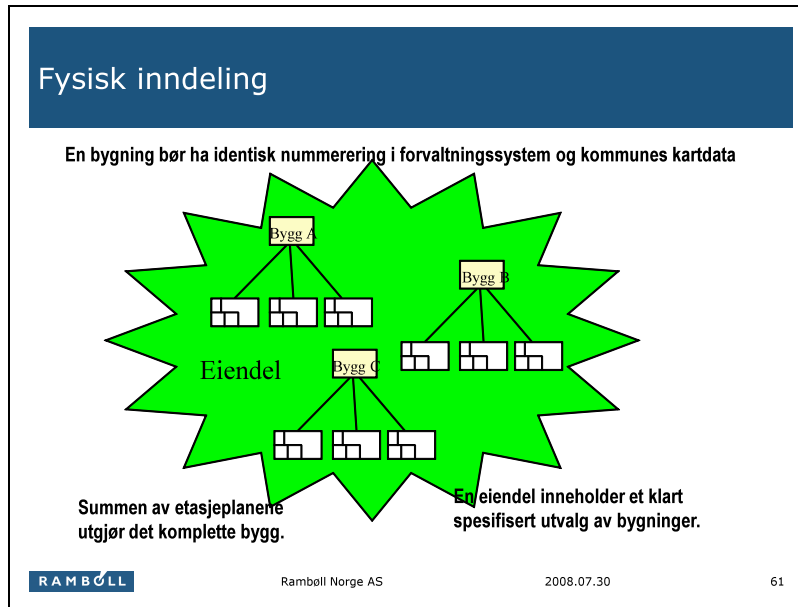 Fysisk inndeling
En bygning bør ha identisk nummerering i forvaltningssystem og kommunes kartdata
Bygg A
Bygg B
Eiendel
Bygg C
Summen av etasjeplanene
utgjør det komplette bygg.
En eiendel inneholder et klart
spesifisert utvalg av bygninger.
RAMBOLL
Rambøll Norge AS
2008.07.30
61